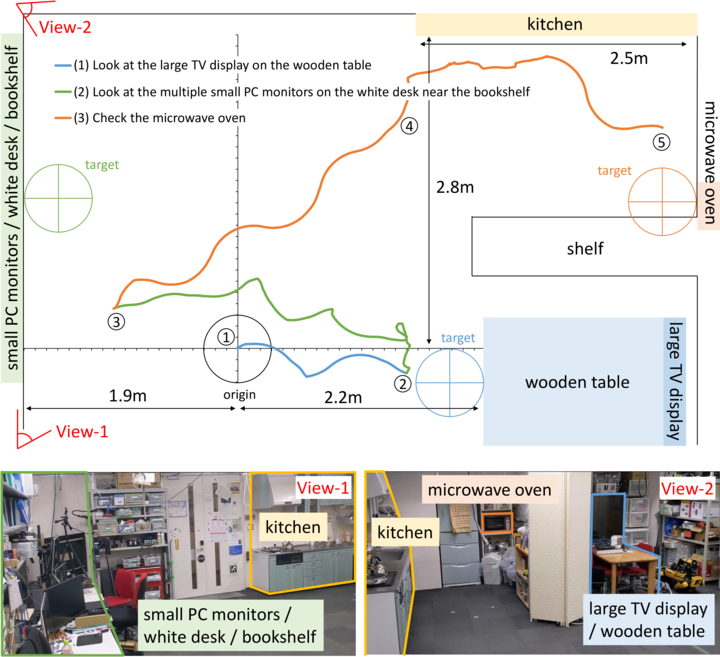 View-2
kitchen
(1) Look at the large TV display on the wooden table
2.5m
(2) Look at the multiple small PC monitors on the white desk near the bookshelf
(3) Check the microwave oven
small PC monitors / white desk / bookshelf
4
5
microwave oven
target
target
2.8m
shelf
3
1
target
large TV display
wooden table
2
1.9m
origin
2.2m
View-1
View-1
kitchen
small PC monitors /
white desk / bookshelf
microwave oven
View-2
kitchen
large TV display
/ wooden table